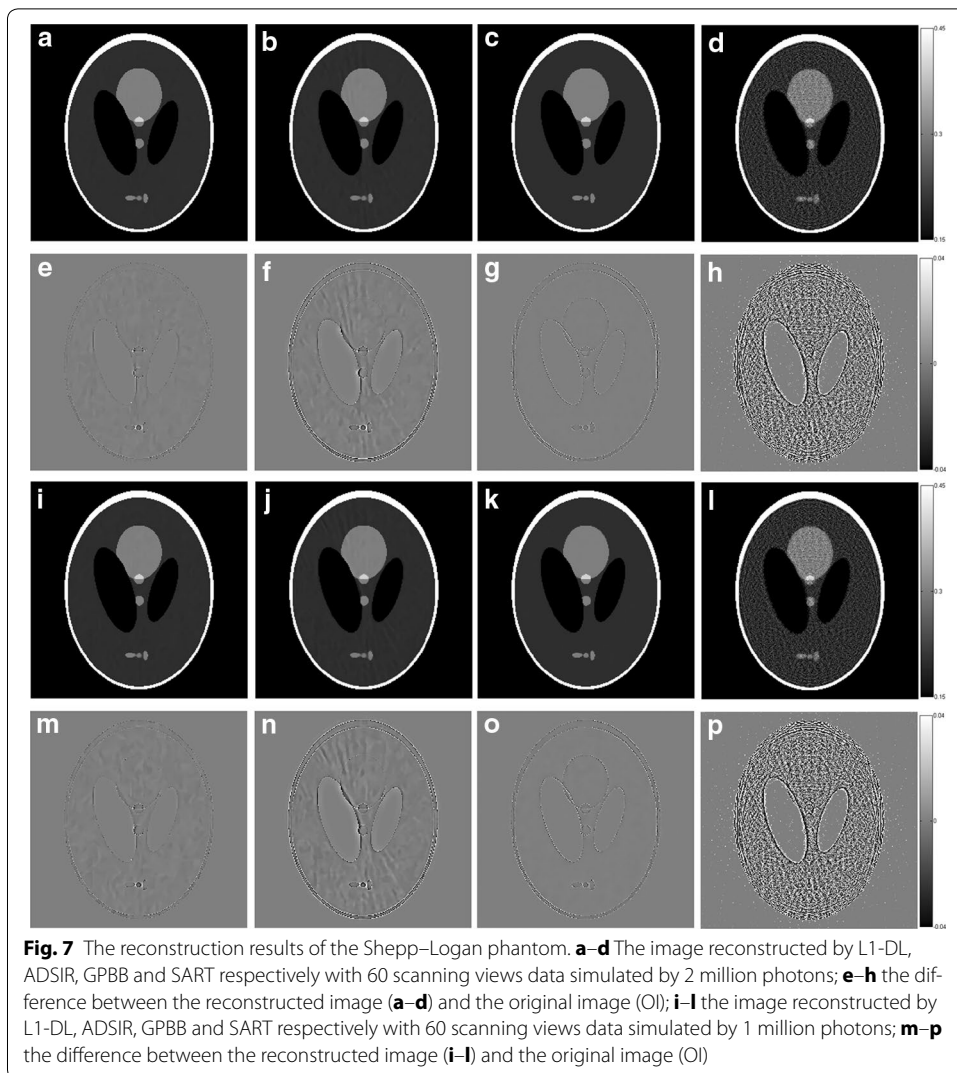 a b c d
0.45
0.3
0.15
e f g h
0.04
0
-0.04
i j k l
0.45
0.3
0.15
m n o p
0.04
0
-0.04
Fig. 7 The reconstruction results of the Shepp–Logan phantom. a–d The image reconstructed by L1-DL,
ADSIR, GPBB and SART respectively with 60 scanning views data simulated by 2 million photons; e–h the dif-
ference between the reconstructed image (a–d) and the original image (OI); i–l the image reconstructed by
L1-DL, ADSIR, GPBB and SART respectively with 60 scanning views data simulated by 1 million photons; m–p
the difference between the reconstructed image (i–l) and the original image (OI)